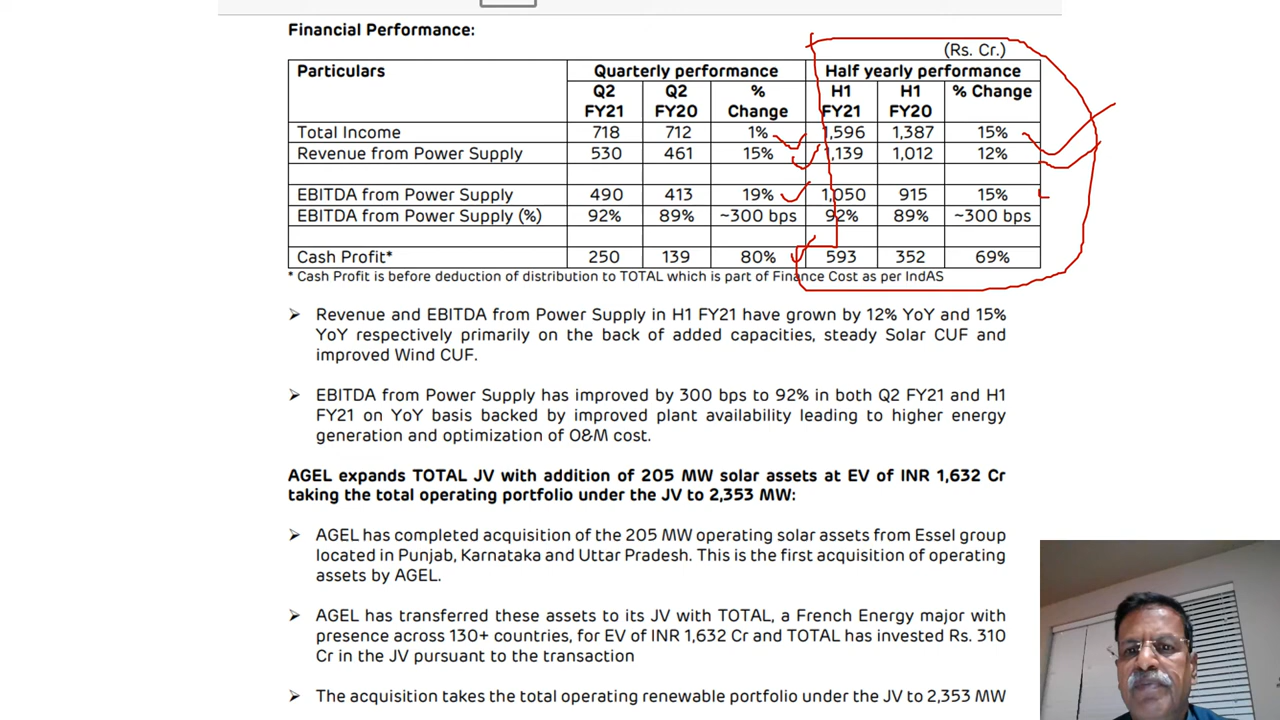 Financial Performance:
(Rs. Cr.)
Particulars Quarterly performance Half yearly performance
Q2 FY21 Q2 FY20 % Change H1 FY21 H1 FY20 % Change
Total Income 718 712 1% 1,596 1,387 15%
Revenue from Power Supply 530 461 15% 1,139 1,012 12%
EBITDA from Power Supply 490 413 19% 1,050 915 15%
EBITDA from Power Supply (%) 92% 89% ~300 bps 92% 89% ~300 bps
Cash Profit* 250 139 80% 593 352 69%
* Cash Profit is before deduction of distribution to TOTAL which is part of Finance Cost as per IndAS
➢ Revenue and EBITDA from Power Supply in H1 FY21 have grown by 12% YoY and 15%
YoY respectively primarily on the back of added capacities, steady Solar CUF and
improved Wind CUF.
➢ EBITDA from Power Supply has improved by 300 bps to 92% in both Q2 FY21 and H1
FY21 on YoY basis backed by improved plant availability leading to higher energy
generation and optimization of O&M cost.
AGEL expands TOTAL JV with addition of 205 MW solar assets at EV of INR 1,632 Cr
taking the total operating portfolio under the JV to 2,353 MW:
➢ AGEL has completed acquisition of the 205 MW operating solar assets from Essel group
located in Punjab, Karnataka and Uttar Pradesh. This is the first acquisition of operating
assets by AGEL.
➢ AGEL has transferred these assets to its JV with TOTAL, a French Energy major with
presence across 130+ countries, for EV of INR 1,632 Cr and TOTAL has invested Rs. 310
Cr in the JV pursuant to the transaction
➢ The acquisition takes the total operating renewable portfolio under the JV to 2,353 MW